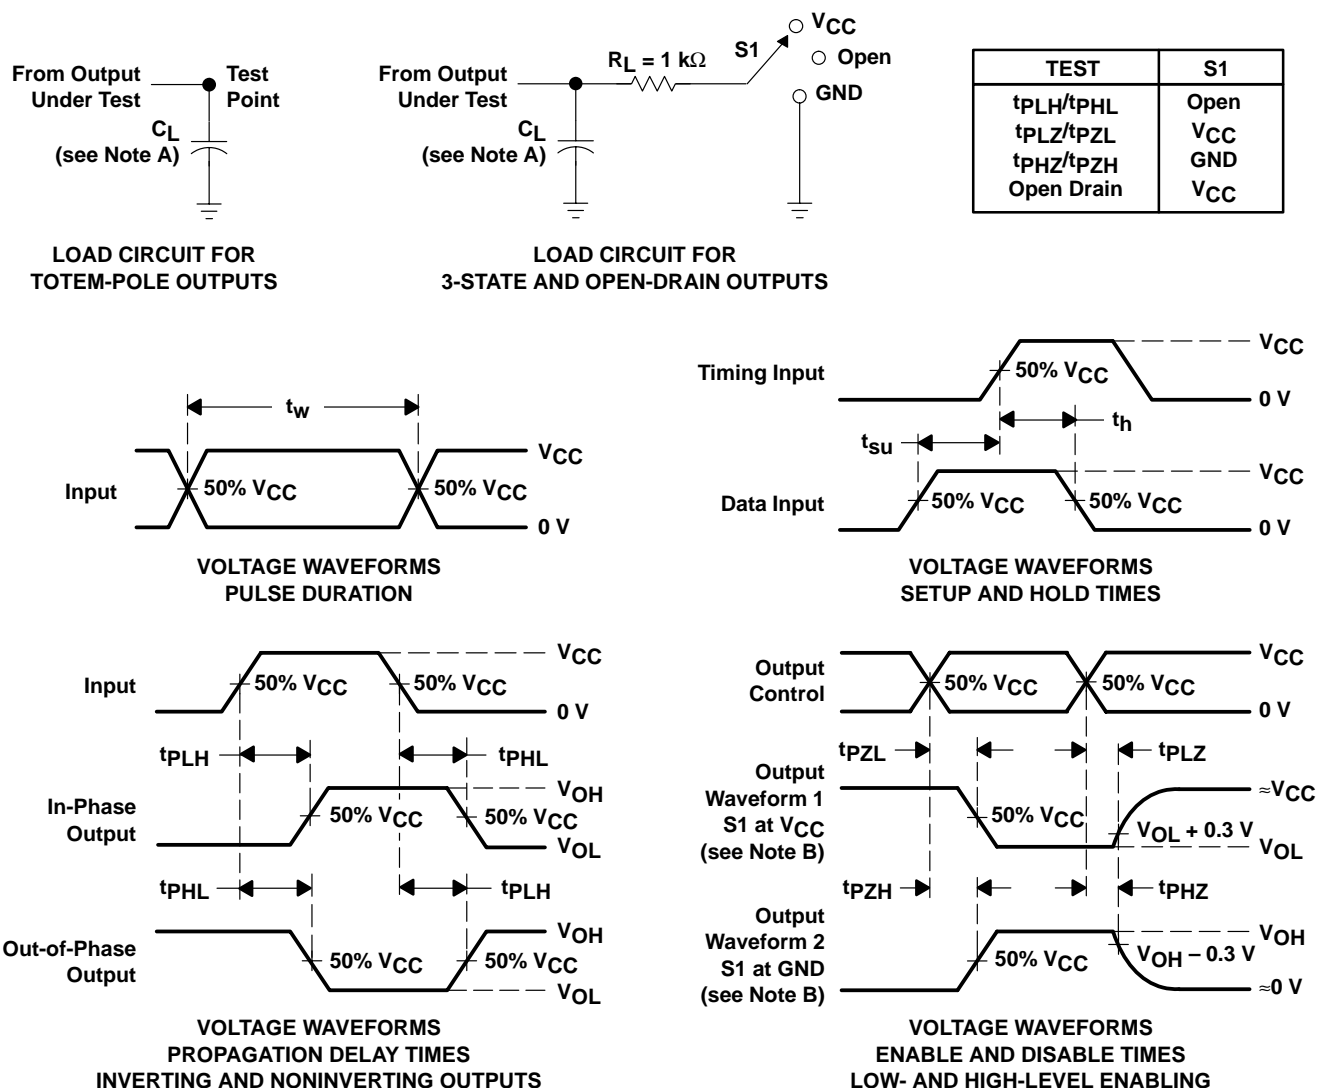 From Output
Under Test
Test
Point
CL
(see Note A)
LOAD CIRCUIT FOR
TOTEM-POLE OUTPUTS
From Output
Under Test
RL = 1 kΩ
S1
VCC
Open
GND
CL
(see Note A)
LOAD CIRCUIT FOR
3-STATE AND OPEN-DRAIN OUTPUTS
TEST S1
tPLH/tPHL Open
tPLZ/tPZL VCC
tPHZ/tPZH GND
Open Drain VCC
tw
VCC
Input
50% VCC
50% VCC
0 V
VOLTAGE WAVEFORMS
PULSE DURATION
VCC
Timing Input
50% VCC
0 V
th
tsu
VCC
Data Input
50% VCC
50% VCC
0 V
VOLTAGE WAVEFORMS
SETUP AND HOLD TIMES
VCC
Input
50% VCC
50% VCC
0 V
tPLH
tPHL
VOH
In-Phase
Output
50% VCC
50% VCC
VOL
tPHL
tPLH
VOH
Out-of-Phase
Output
50% VCC
50% VCC
VOL
VOLTAGE WAVEFORMS
PROPAGATION DELAY TIMES
INVERTING AND NONINVERTING OUTPUTS
VCC
Output
Control
50% VCC
50% VCC
0 V
tPZL
tPLZ
Output
Waveform 1
S1 at VCC
(see Note B)
50% VCC
≈VCC
VOL + 0.3 V
VOL
tPZH
tPHZ
Output
Waveform 2
S1 at GND
(see Note B)
50% VCC
VOH
VOH − 0.3 V
≈0 V
VOLTAGE WAVEFORMS
ENABLE AND DISABLE TIMES
LOW- AND HIGH-LEVEL ENABLING